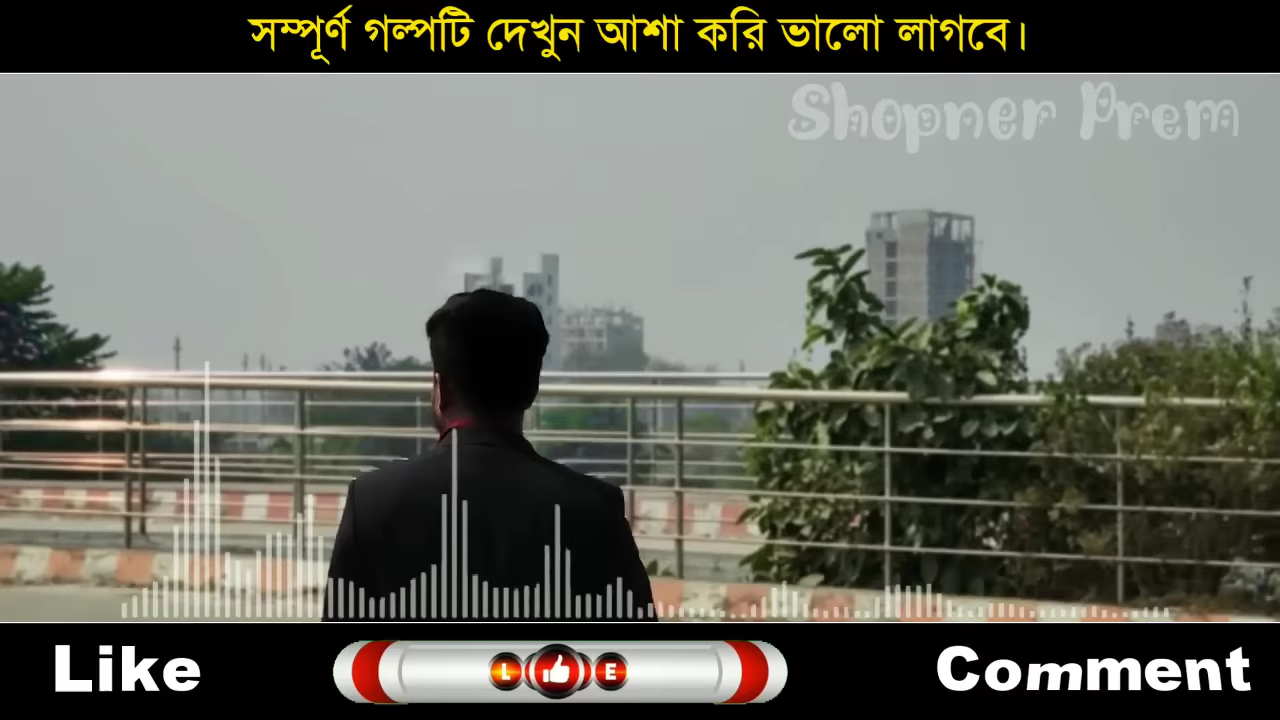 সম্পূর্ণ গল্পটি দেখুন আশা করি ভালো লাগবে।
Shopner Prem
Like
L E
Comment